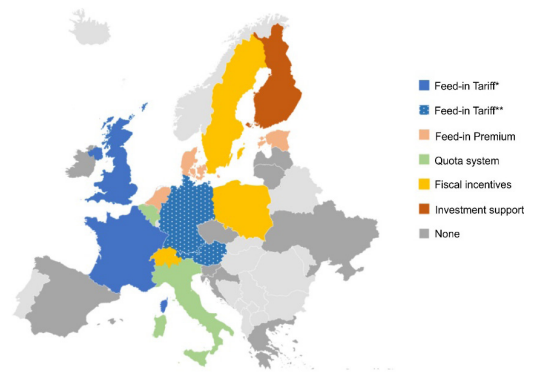 Feed-in Tariff*
Feed-in Tariff**
Feed-in Premium
Quota system
Fiscal incentives
Investment support
None